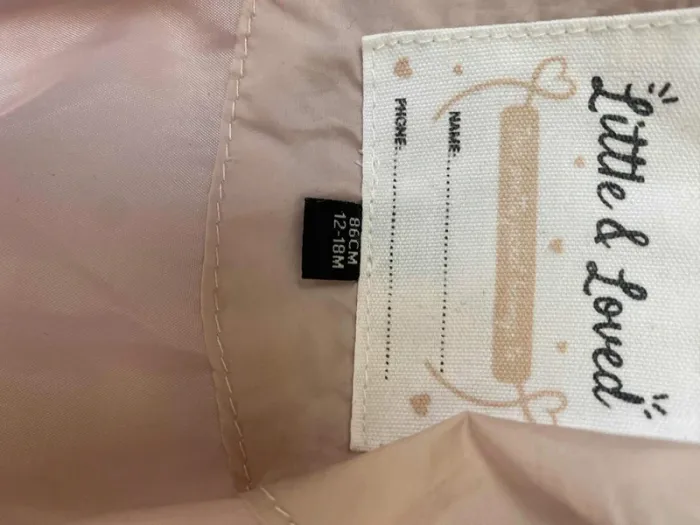 Little & Loved
NAME:
PHONE:
86CM
12-18M